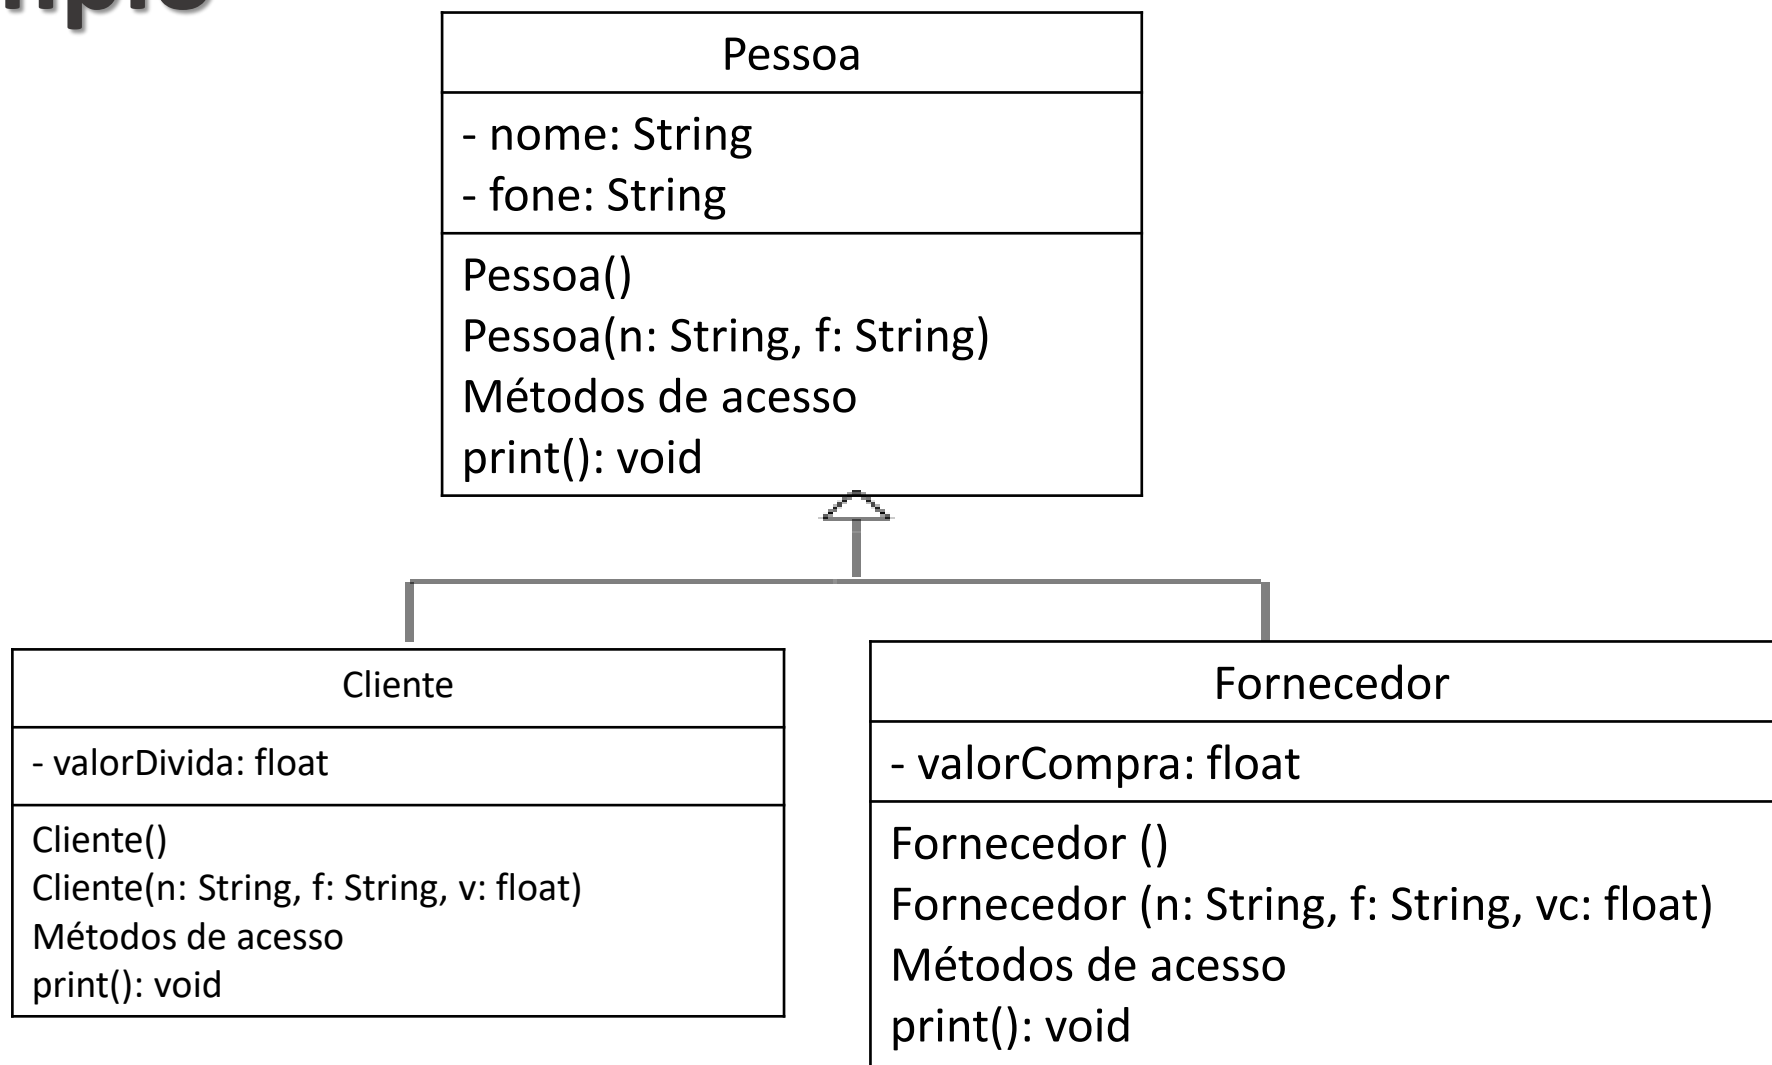 Pessoa
- nome: String
- fone: String
Pessoa()
Pessoa(n: String, f: String)
Métodos de acesso
print(): void
Cliente
- valorDivida: float
Cliente()
Cliente(n: String, f: String, v: float)
Métodos de acesso
print(): void
Fornecedor
- valorCompra: float
Fornecedor ()
Fornecedor (n: String, f: String, vc: float)
Métodos de acesso
print(): void